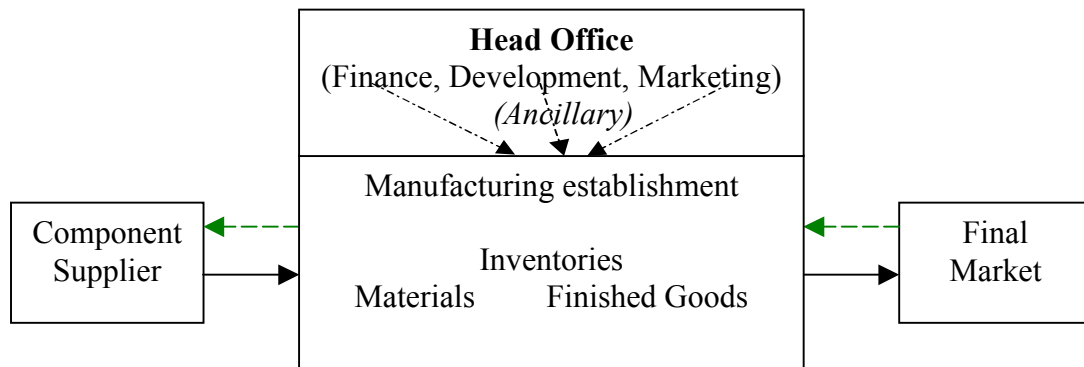 Head Office
(Finance, Development, Marketing)
(Ancillary)
Manufacturing establishment
Component
Supplier
Inventories
Materials Finished Goods
Final
Market